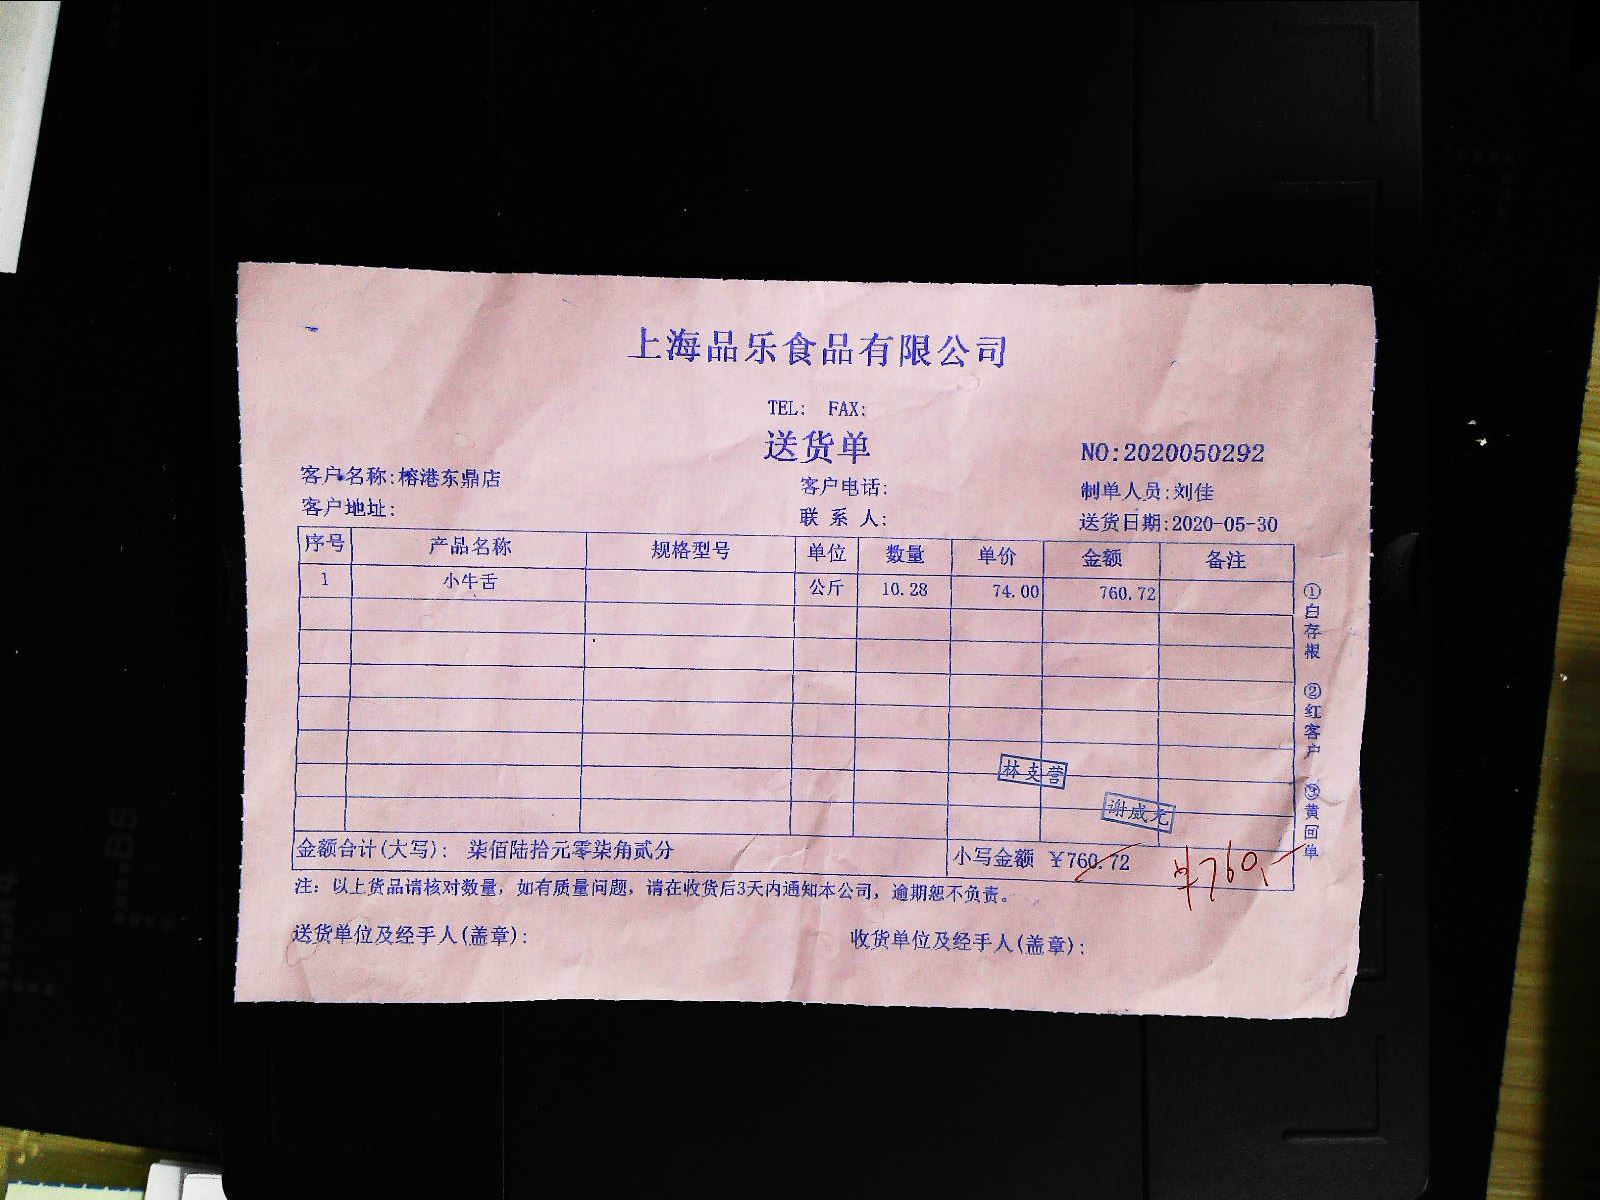 上海品乐食品有限公司
TEL: FAX:
送货单
NO:2020050292
客户名称:榕港东鼎店
客户电话:
制单人员:刘佳
客户地址:
联 系 人:
送货日期:2020-05-30
序号 产品名称 规格型号 单位 数量 单价 金额 备注
1 小牛舌 公斤 10.28 74.00 760.72
①白存根 ②红客户 ③黄回单
林支营
谢威
金额合计(大写): 柒佰陆拾元零柒角贰分 小写金额 ￥760.72 ¥760,-
注: 以上货品请核对数量, 如有质量问题, 请在收货后3天内通知本公司, 逾期恕不负责。
送货单位及经手人(盖章): 收货单位及经手人(盖章):
B5
A4